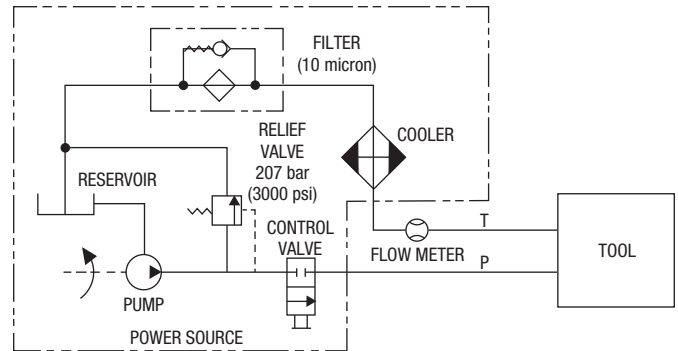 FILTER
(10 micron)
RELIEF
VALVE
207 bar
(3000 psi)
COOLER
RESERVOIR
CONTROL
VALVE
T
FLOW METER
P
TOOL
PUMP
POWER SOURCE